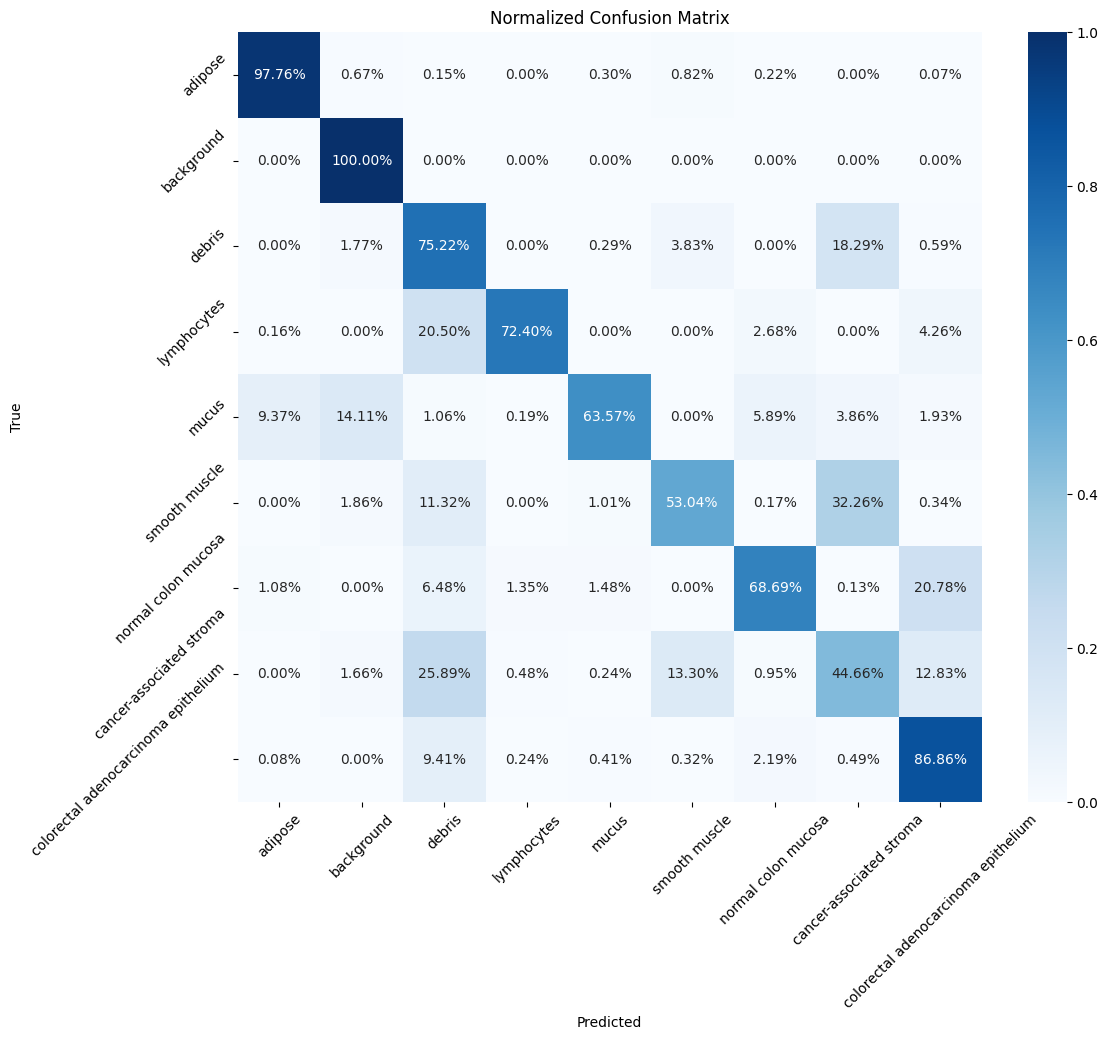 Normalized Confusion Matrix
True
adipose 97.76% 0.67% 0.15% 0.00% 0.30% 0.82% 0.22% 0.00% 0.07%
background 0.00% 100.00% 0.00% 0.00% 0.00% 0.00% 0.00% 0.00% 0.00%
debris 0.00% 1.77% 75.22% 0.00% 0.29% 3.83% 0.00% 18.29% 0.59%
lymphocytes 0.16% 0.00% 20.50% 72.40% 0.00% 0.00% 2.68% 0.00% 4.26%
mucus 9.37% 14.11% 1.06% 0.19% 63.57% 0.00% 5.89% 3.86% 1.93%
smooth muscle 0.00% 1.86% 11.32% 0.00% 1.01% 53.04% 0.17% 32.26% 0.34%
normal colon mucosa 1.08% 0.00% 6.48% 1.35% 1.48% 0.00% 68.69% 0.13% 20.78%
cancer-associated stroma 0.00% 1.66% 25.89% 0.48% 0.24% 13.30% 0.95% 44.66% 12.83%
colorectal adenocarcinoma epithelium 0.08% 0.00% 9.41% 0.24% 0.41% 0.32% 2.19% 0.49% 86.86%
adipose
background
debris
lymphocytes
mucus
smooth muscle
normal colon mucosa
cancer-associated stroma
colorectal adenocarcinoma epithelium
Predicted
1.0
0.8
0.6
0.4
0.2
0.0